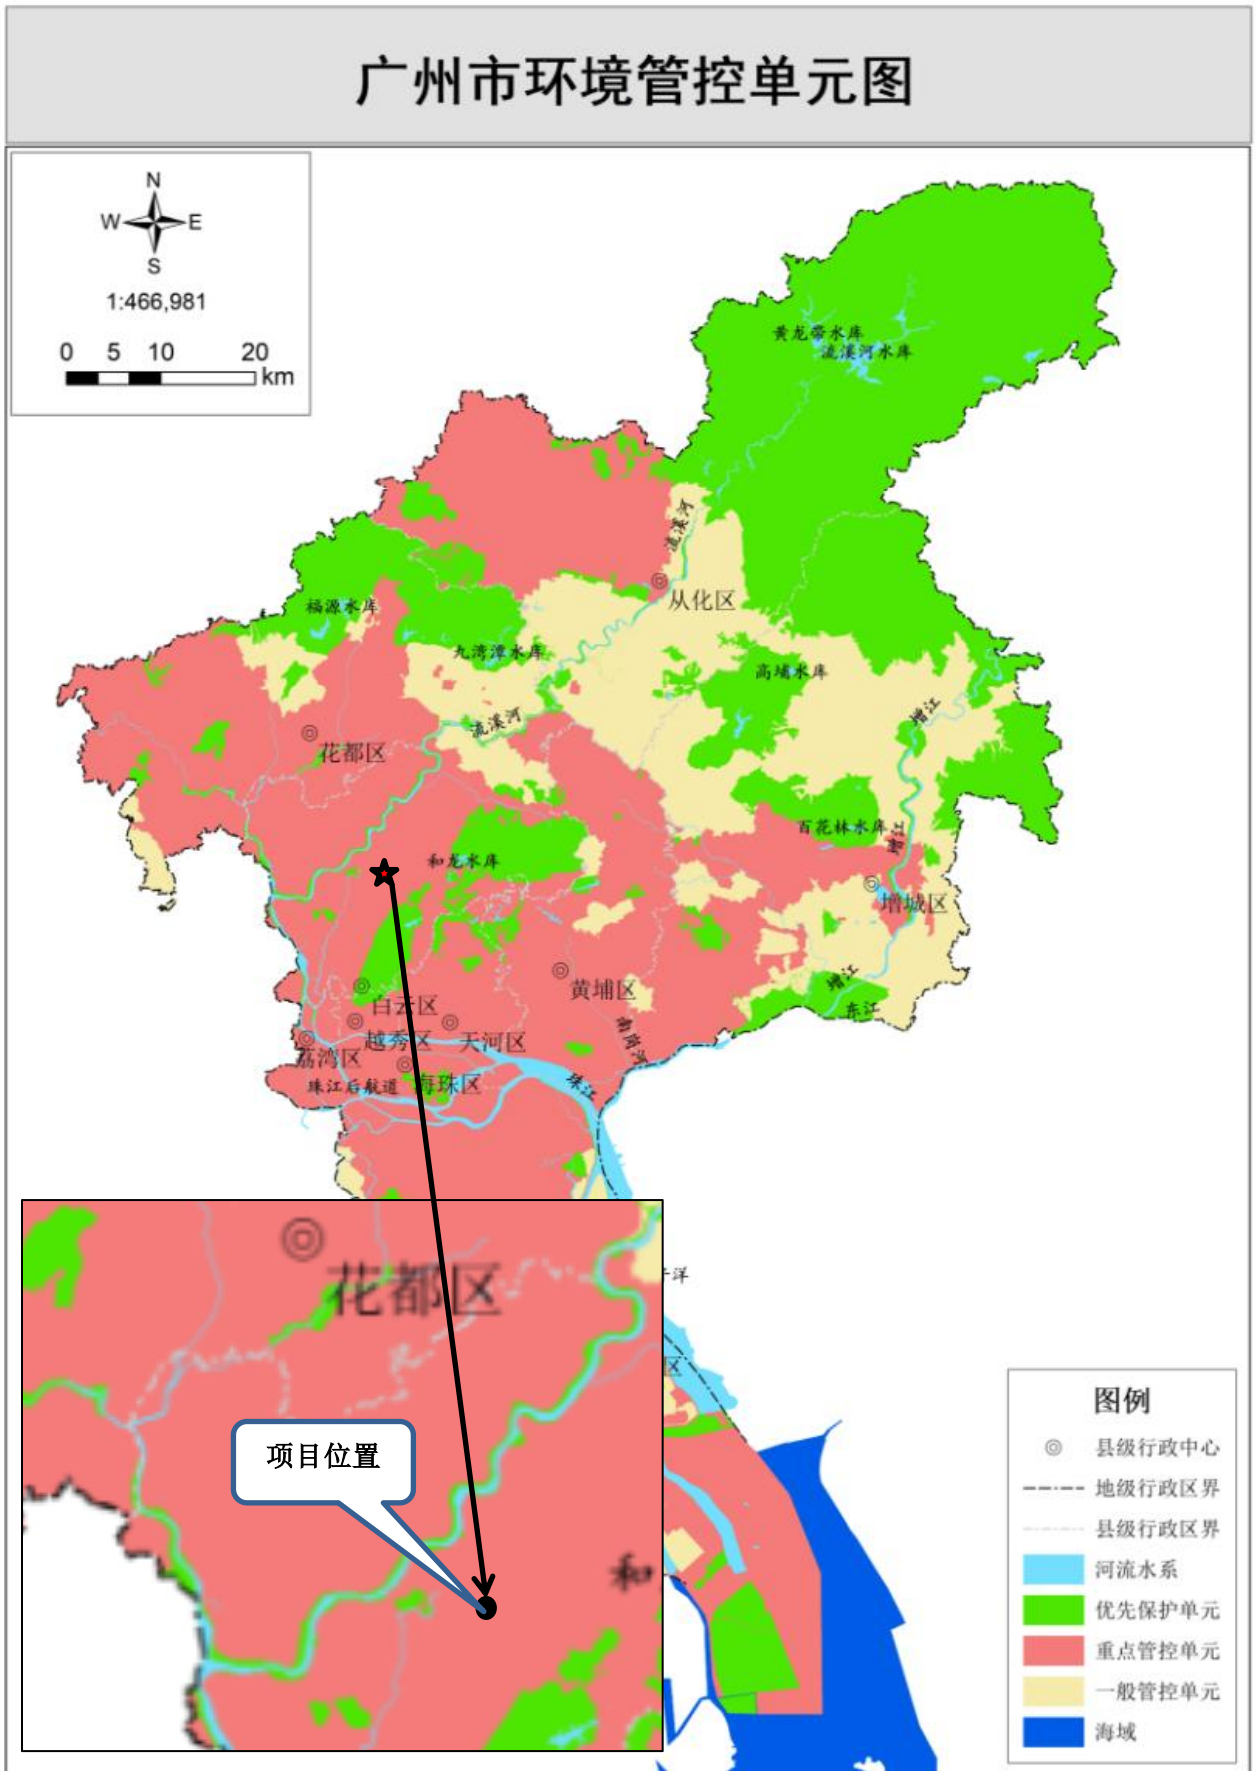 广州市环境管控单元图
N
W
E
S
1:466,981
0 5 10 20
km
黄龙带水库
流溪河水库
流溪河
从化区
福源水库
九湾潭水库
高埔水库
增江
流溪河
花都区
百花林水库
增江
和龙水库
增城区
黄埔区
增江
东江
白云区
越秀区
天河区
南岗河
荔湾区
珠江后航道
海珠区
珠江
洋
区
花都区
项目位置
和
图例
县级行政中心
地级行政区界
县级行政区界
河流水系
优先保护单元
重点管控单元
一般管控单元
海域